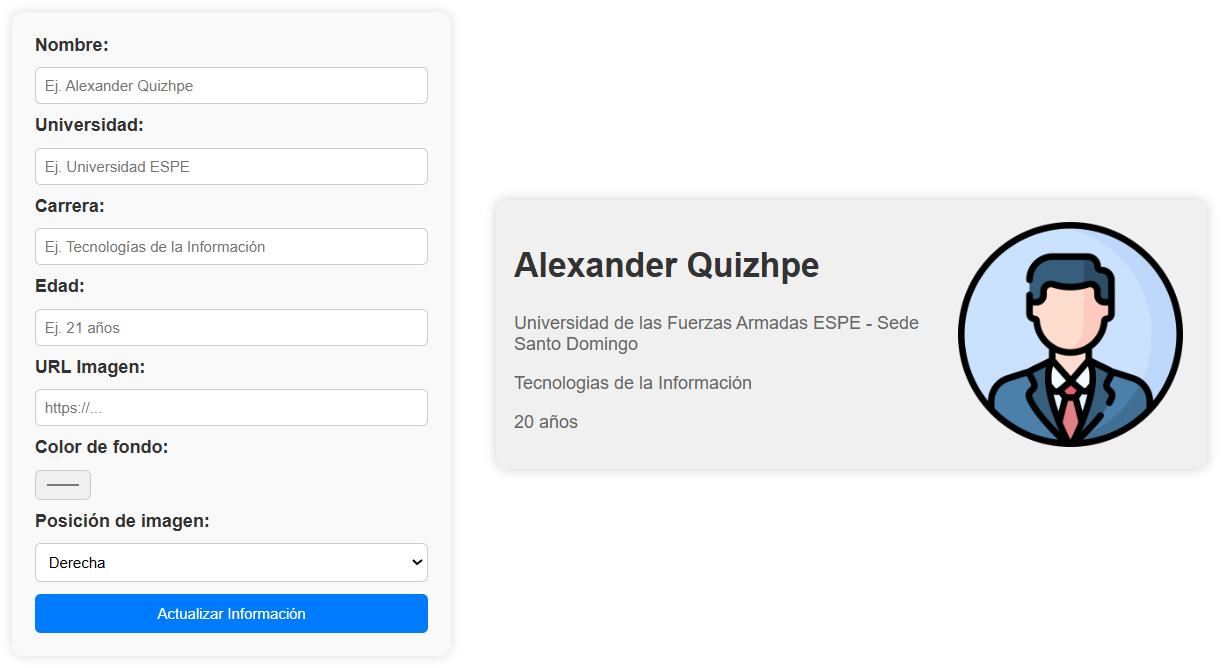 Nombre:
Ej. Alexander Quizhpe
Universidad:
Ej. Universidad ESPE
Carrera:
Ej. Tecnologías de la Información
Edad:
Ej. 21 años
URL Imagen:
https://...
Color de fondo:
Posición de imagen:
Derecha
Actualizar Información
Alexander Quizhpe
Universidad de las Fuerzas Armadas ESPE - Sede
Santo Domingo
Tecnologias de la Información
20 años